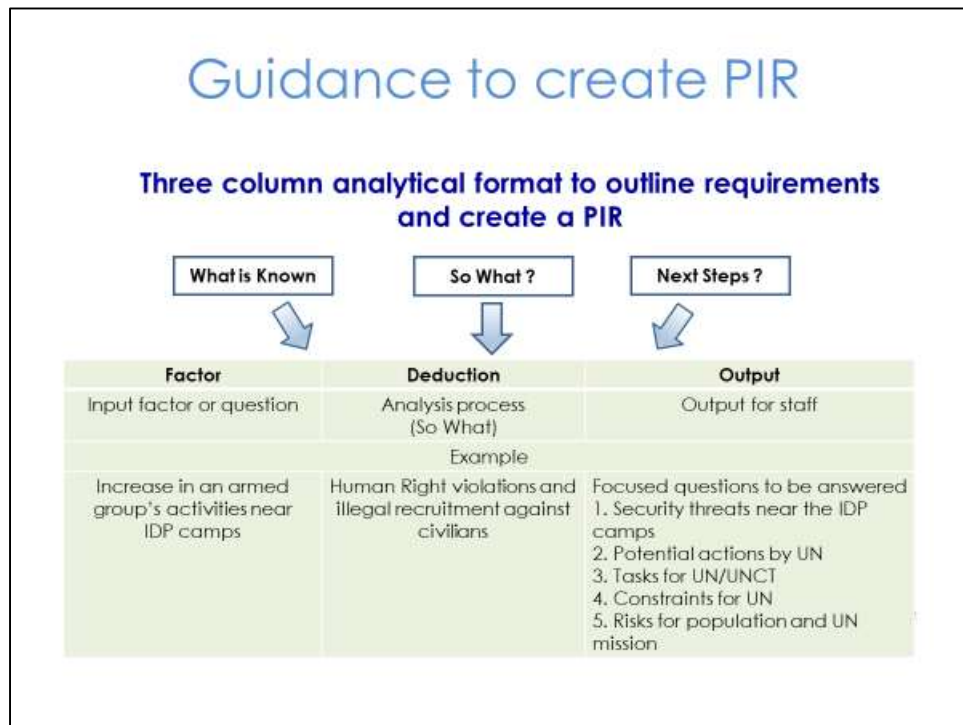 Guidance to create PIR
Three column analytical format to outline requirements
and create a PIR
What is Known
So What ?
Next Steps ?
Factor
Deduction
Output
Input factor or question
Analysis process
(So What)
Output for staff
Example
Increase in an armed
group's activities near
IDP camps
Human Right violations and
illegal recruitment against
civilians
Focused questions to be answered
1. Security threats near the IDP
camps
2. Potential actions by UN
3. Tasks for UN/UNCT
4. Constraints for UN
5. Risks for population and UN
mission